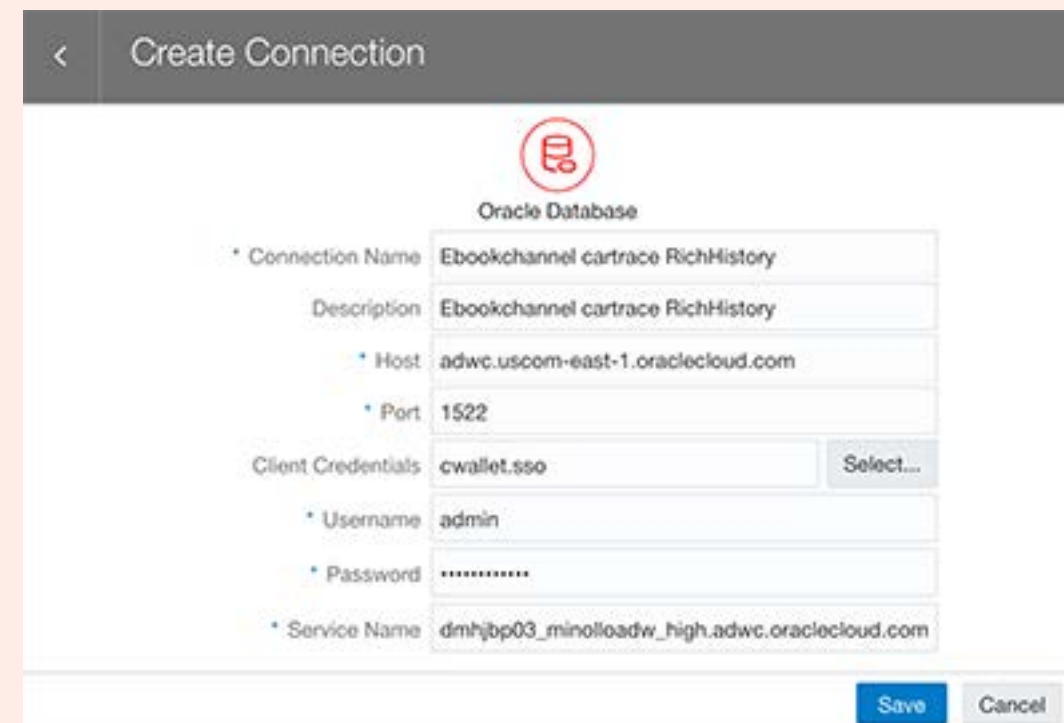 Create Connection
Oracle Database
* Connection Name Ebookchannel cartrace RichHistory
Description Ebookchannel cartrace RichHistory
* Host adwc.uscom-east-1.oraclecloud.com
* Port 1522
Client Credentials cwallet.sso Select...
* Username admin
* Password ••••••••••••
* Service Name dmhjbp03_minolloadw_high.adwc.oraclecloud.com
Save Cancel